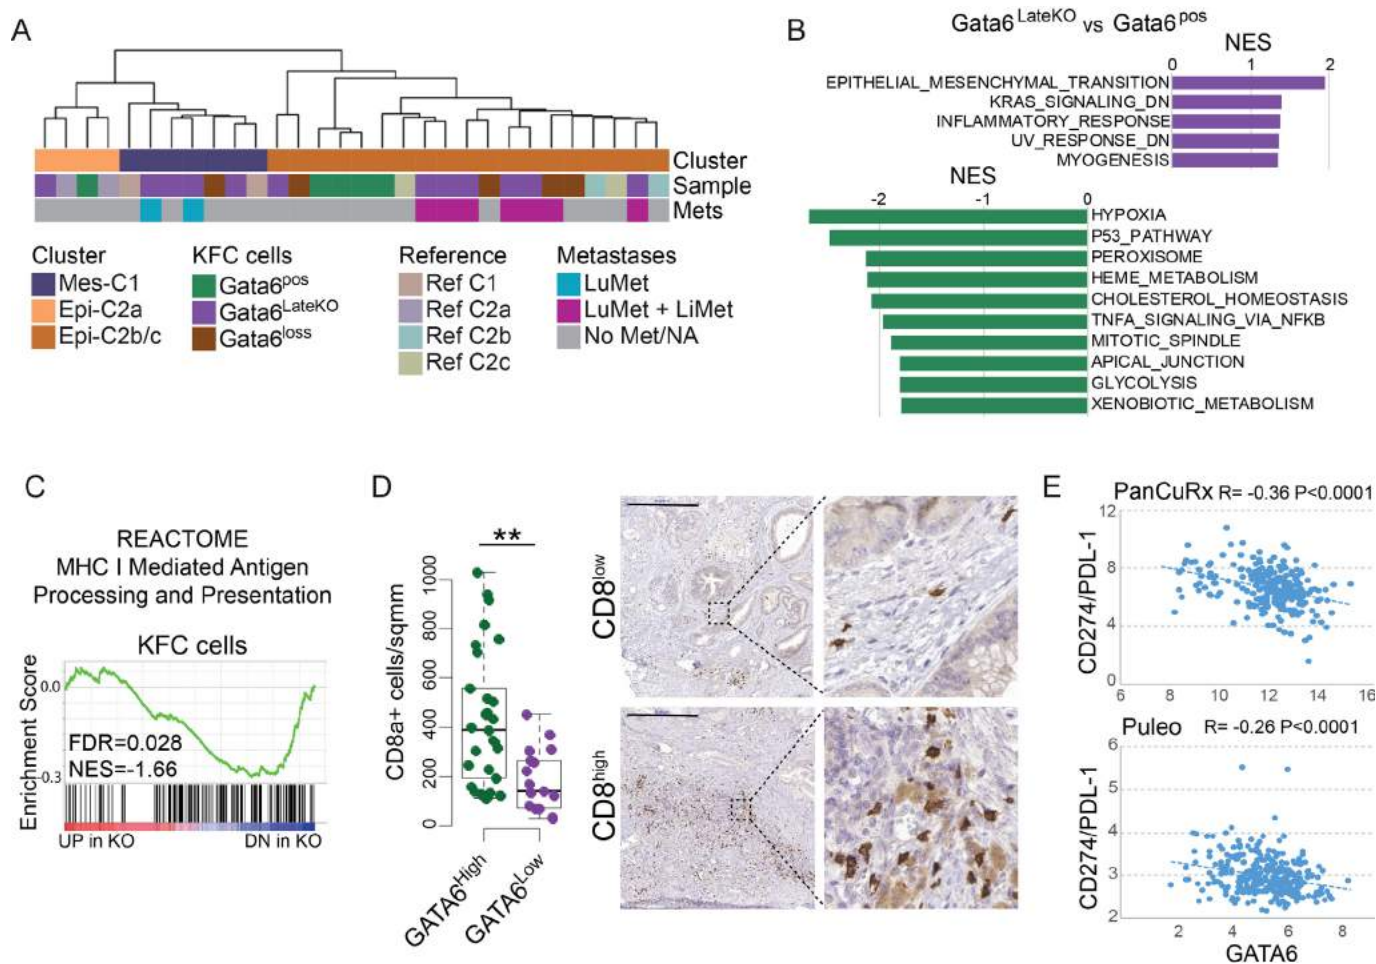 A
Cluster
Sample
Mets
Cluster
Mes-C1
Epi-C2a
Epi-C2b/c
KFC cells
Gata6pos
Gata6LateKO
Gata6loss
Reference
Ref C1
Ref C2a
Ref C2b
Ref C2c
Metastases
LuMet
LuMet + LiMet
No Met/NA
B
Gata6LateKO vs Gata6pos
NES
0 1 2
EPITHELIAL_MESENCHYMAL_TRANSITION
KRAS_SIGNALING_DN
INFLAMMATORY_RESPONSE
UV_RESPONSE_DN
MYOGENESIS
NES
-2 -1 0
HYPOXIA
P53_PATHWAY
PEROXISOME
HEME_METABOLISM
CHOLESTEROL_HOMEOSTASIS
TNFA_SIGNALING_VIA_NFKB
MITOTIC_SPINDLE
APICAL_JUNCTION
GLYCOLYSIS
XENOBIOTIC_METABOLISM
C
REACTOME
MHC I Mediated Antigen
Processing and Presentation
KFC cells
Enrichment Score
0.0
-0.3
FDR=0.028
NES=-1.66
UP in KO DN in KO
D
**
CD8a+ cells/sqmm
1000
800
600
400
200
0
GATA6High
GATA6Low
CD8low
CD8high
E
PanCuRx R= -0.36 P<0.0001
CD274/PDL-1
12
8
4
0
6 8 10 12 14 16
Puleo R= -0.26 P<0.0001
CD274/PDL-1
6
5
4
3
2
2 4 6 8
GATA6